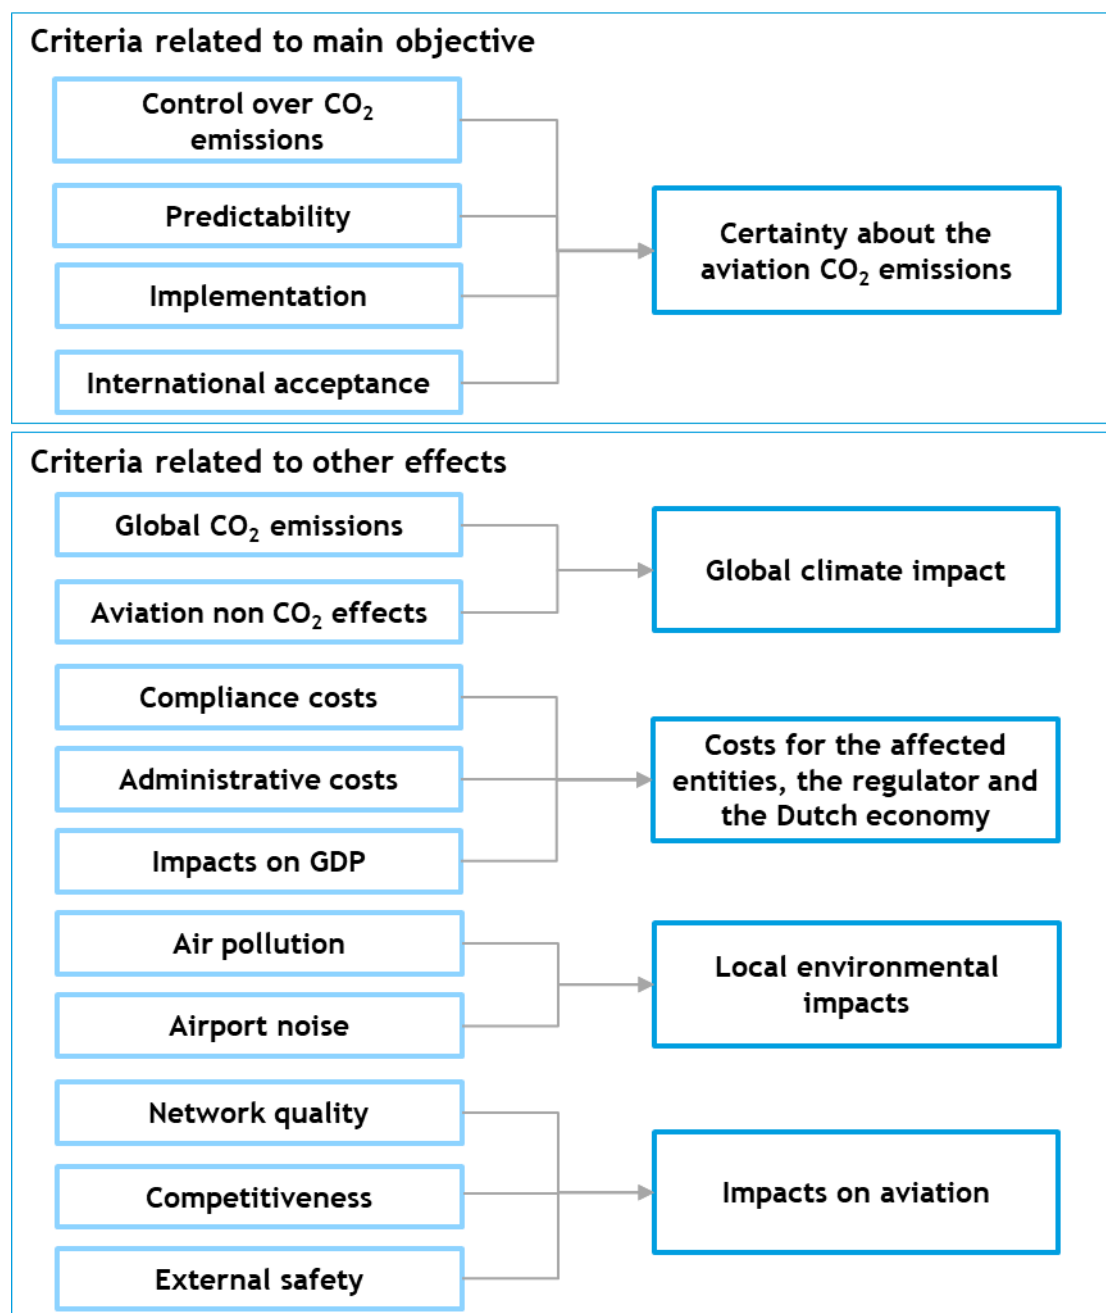 Criteria related to main objective
Control over CO₂
emissions
Predictability
Implementation
International acceptance
Certainty about the
aviation CO₂ emissions
Criteria related to other effects
Global CO₂ emissions
Aviation non CO₂ effects
Global climate impact
Compliance costs
Administrative costs
Impacts on GDP
Costs for the affected
entities, the regulator and
the Dutch economy
Air pollution
Airport noise
Local environmental
impacts
Network quality
Competitiveness
External safety
Impacts on aviation